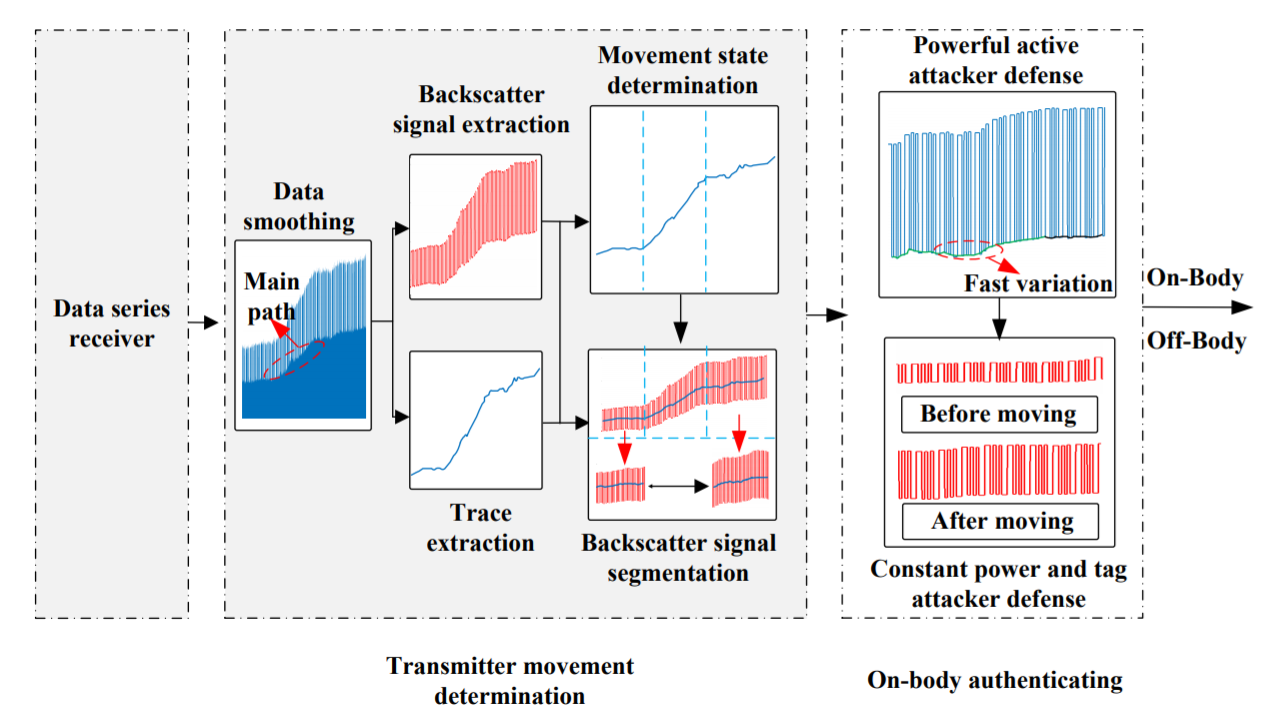 Data series
receiver
Data
smoothing
Main
path
Backscatter
signal extraction
Trace
extraction
Movement state
determination
Backscatter signal
segmentation
Transmitter movement
determination
Powerful active
attacker defense
Fast variation
Before moving
After moving
Constant power and tag
attacker defense
On-body authenticating
On-Body
Off-Body